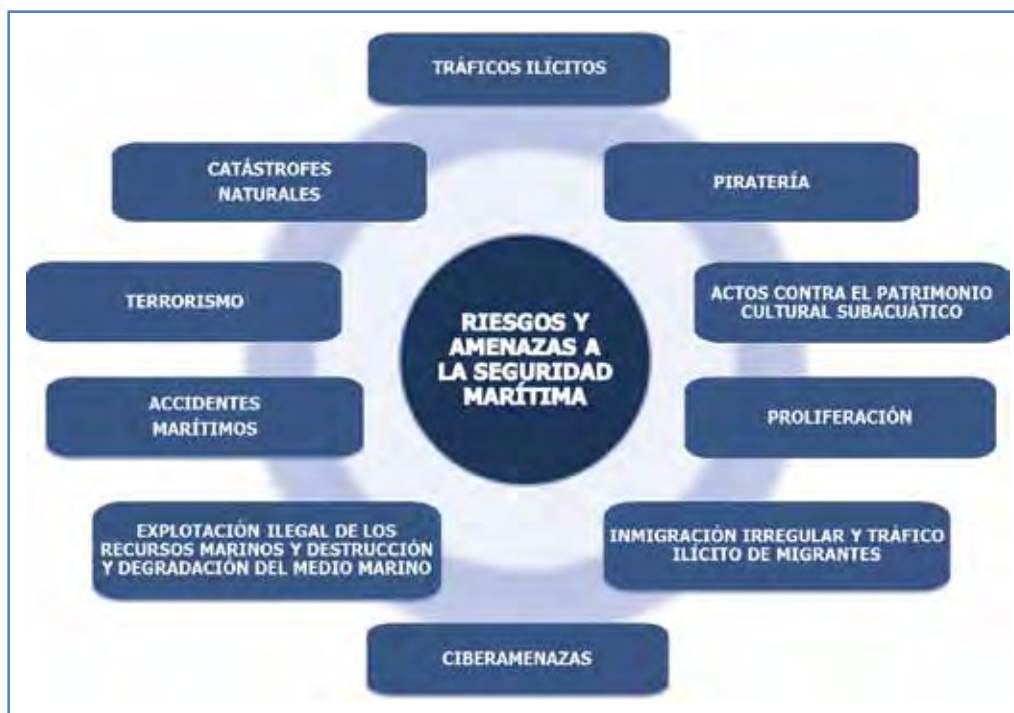 TRÁFICOS ILÍCITOS
CATÁSTROFES
NATURALES
PIRATERÍA
TERRORISMO
ACTOS CONTRA EL PATRIMONIO
CULTURAL SUBACUÁTICO
RIESGOS Y
AMENAZAS A
LA SEGURIDAD
MARÍTIMA
ACCIDENTES
MARÍTIMOS
PROLIFERACIÓN
EXPLOTACIÓN ILEGAL DE LOS
RECURSOS MARINOS Y DESTRUCCIÓN
Y DEGRADACIÓN DEL MEDIO MARINO
INMIGRACIÓN IRREGULAR Y TRÁFICO
ILÍCITO DE MIGRANTES
CIBERAMENAZAS